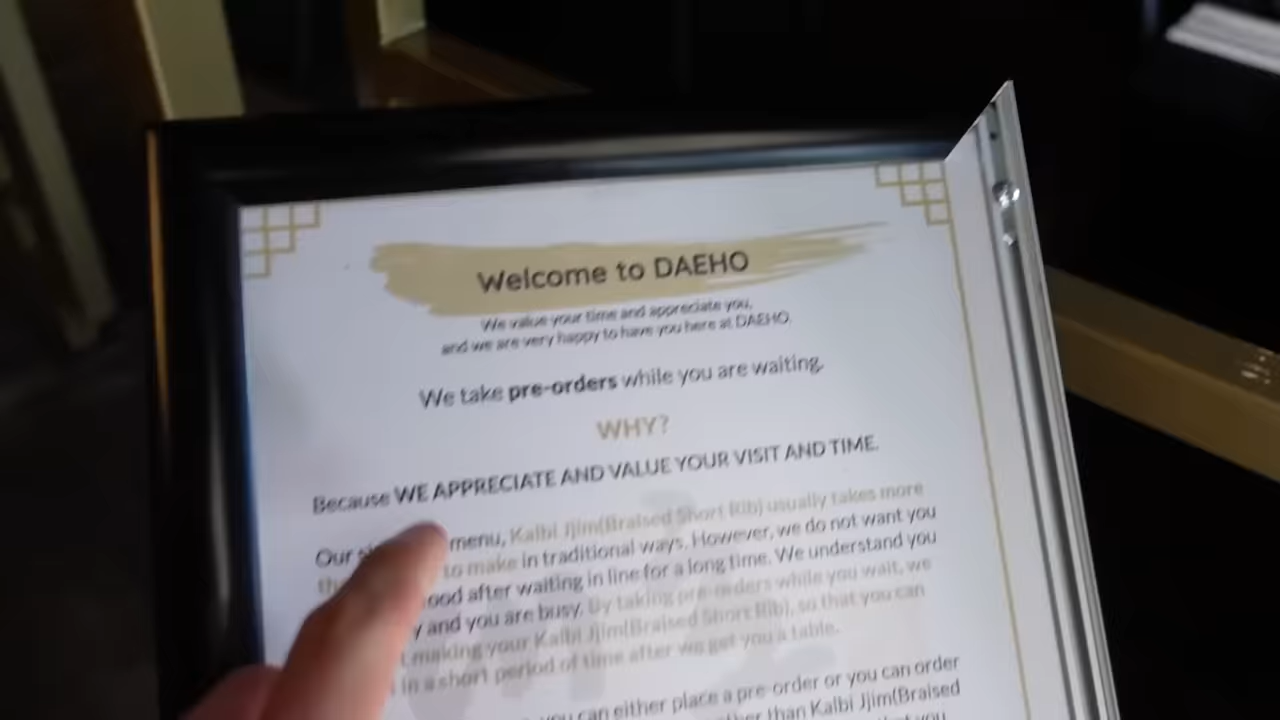 Welcome to DAEHO
We value your time and appreciate you,
and we are very happy to have you here at DAEHO.
We take pre-orders while you are waiting.
WHY?
Because WE APPRECIATE AND VALUE YOUR VISIT AND TIME.
Our menu, Kalbi Jjim(Braised Short Rib) usually takes more
to make in traditional ways. However, we do not want you
ood after waiting in line for a long time. We understand you
y and you are busy. By taking pre-orders while you wait, we
making your Kalbi Jjim(Braised Short Rib), so that you can
in a short period of time after we get you a table.
you can either place a pre-order or you can order
ther than Kalbi Jjim(Braised
that you